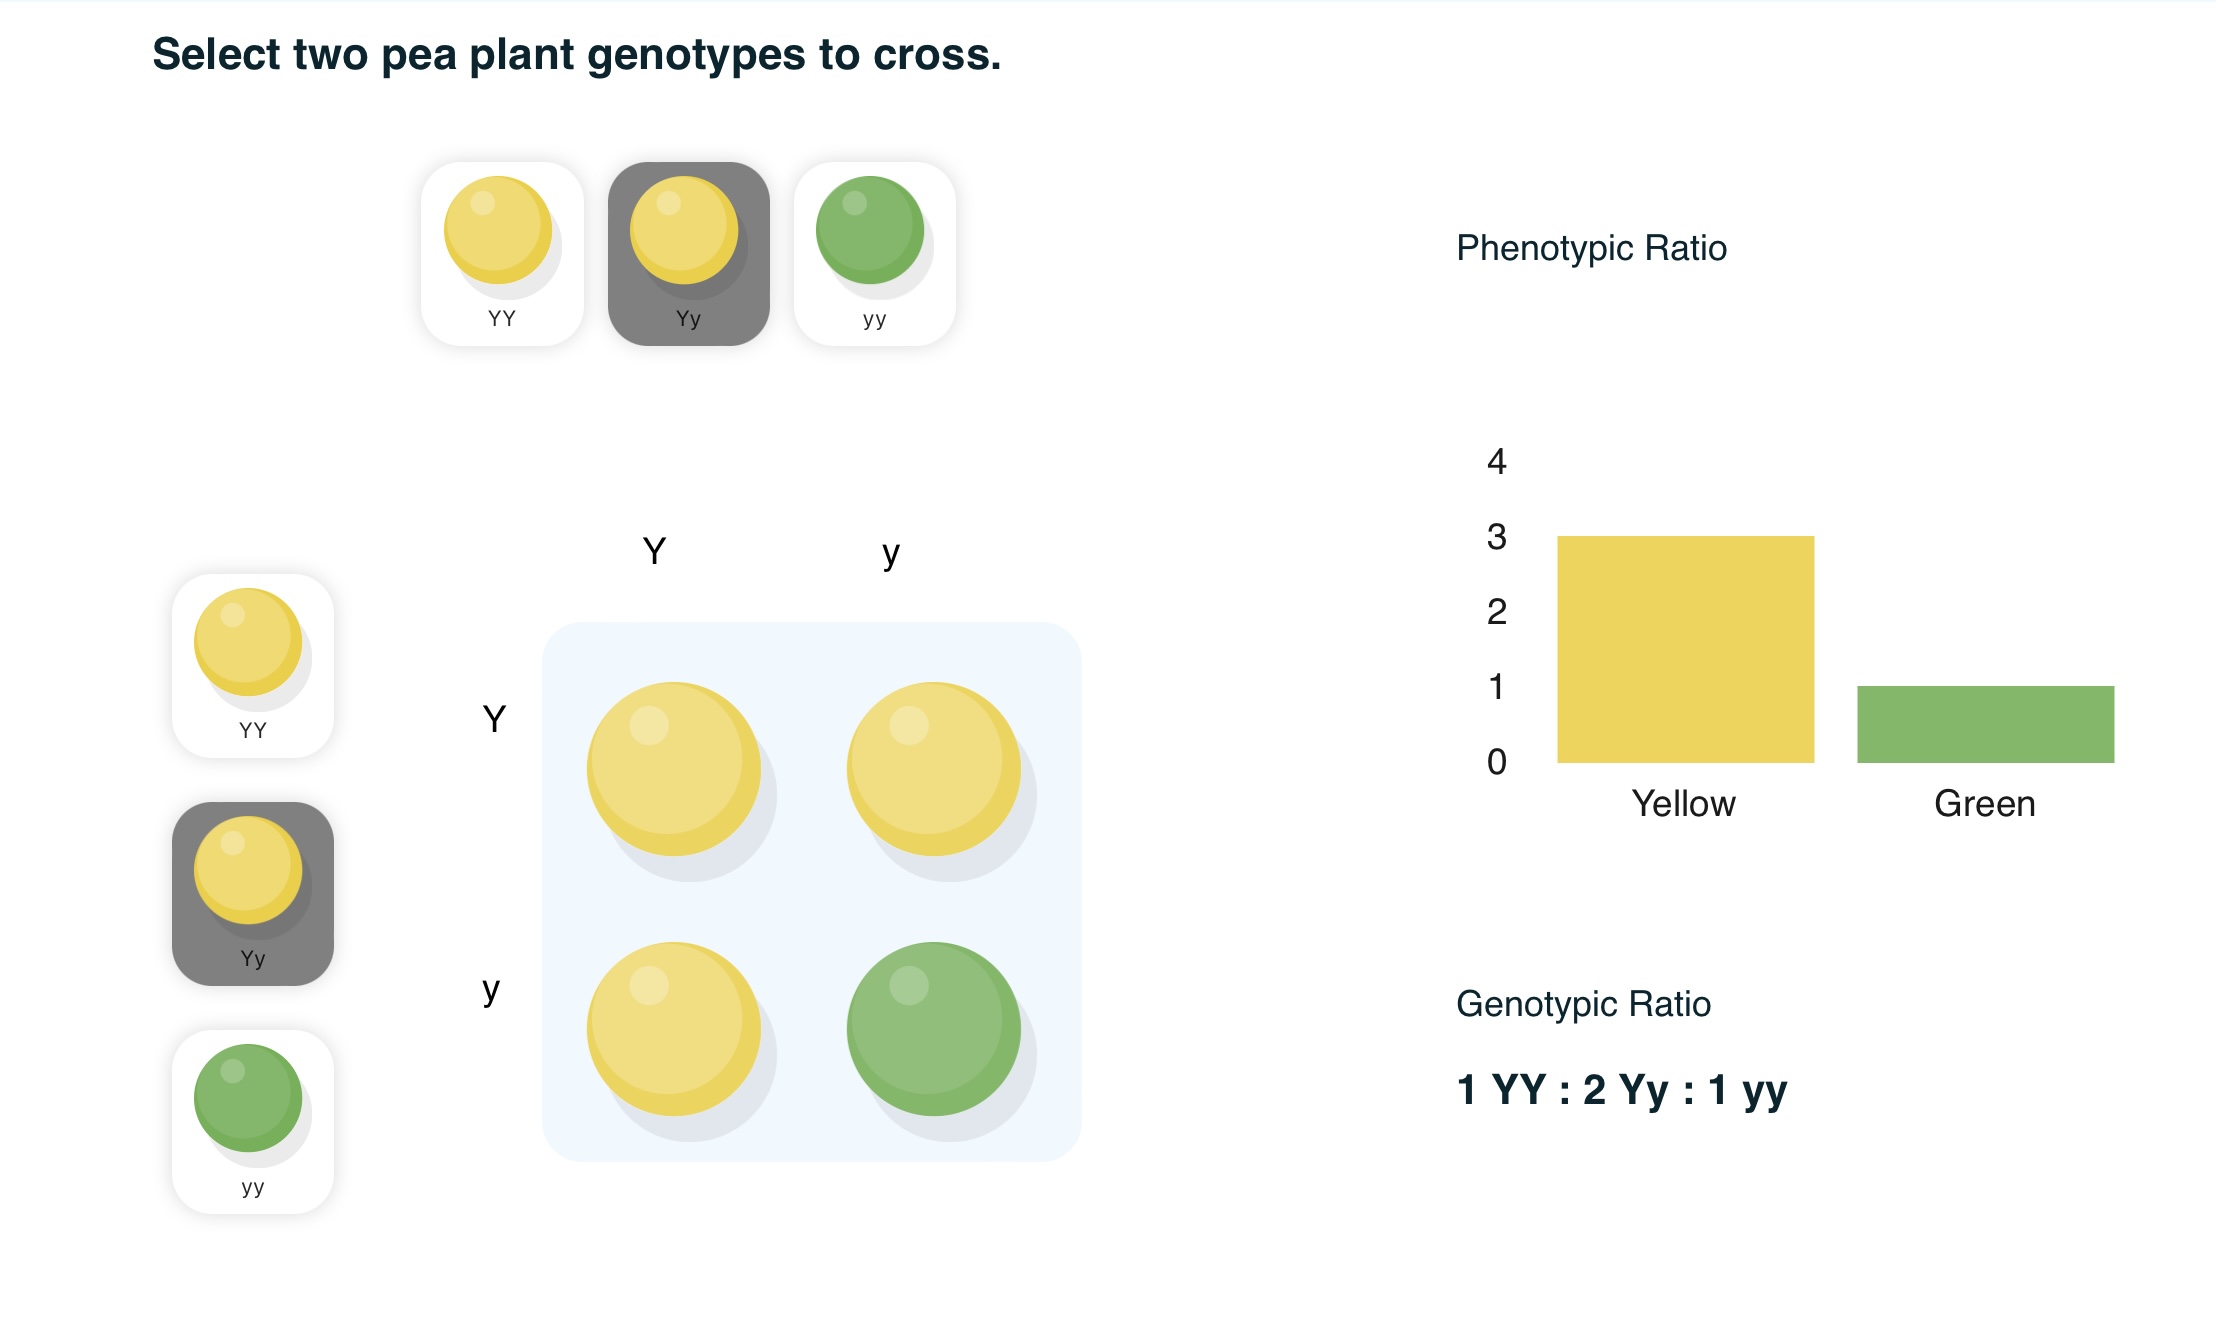 Select two pea plant genotypes to cross.
YY
Yy
yy
Phenotypic Ratio
4
3
2
1
0
Yellow
Green
Y
y
YY
Y
Yy
y
yy
Genotypic Ratio
1 YY : 2 Yy : 1 yy